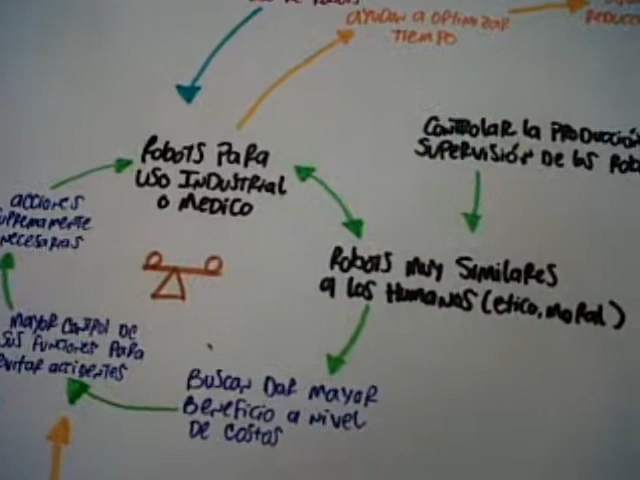 AYUDAN A OPTIMIZAR
TIEMPO
CONTROLAR LA PRODUCCIÓN
SUPERVISIÓN DE LOS
ROBOTS PARA
USO INDUSTRIAL
O MEDICO
ACCIONES
NECESARIAS
ROBOTS MUY SIMILARES
A LOS HUMANOS (ETICO, MORAL)
MAYOR CONTROL DE
SUS FUNCIONES PARA
EVITAR ACCIDENTES
BUSCAN DAR MAYOR
BENEFICIO A NIVEL
DE COSTOS